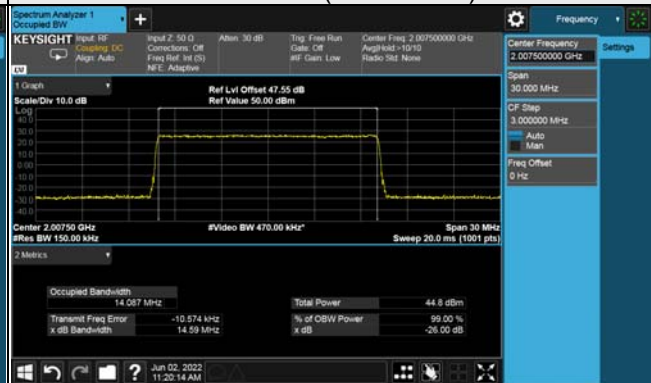 Spectrum Analyzer 1
Occupied BW
+
Frequency
KEYSIGHT
Input: RF
Coupling: DC
Align: Auto
Input Z: 50 Ω
Corrections: Off
Freq Ref: Int (S)
NFE: Adaptive
Atten: 30 dB
Trig: Free Run
Gate: Off
#IF Gain: Low
Center Freq: 2.007500000 GHz
Avg|Hold:>10/10
Radio Std: None
Center Frequency
2.007500000 GHz
Settings
Span
30.000 MHz
CF Step
3.000000 MHz
Auto
Man
Freq Offset
0 Hz
1 Graph
Scale/Div 10.0 dB
Ref Lvl Offset 47.55 dB
Ref Value 50.00 dBm
Log
40.0
30.0
20.0
10.0
0.00
-10.0
-20.0
-30.0
-40.0
Center 2.00750 GHz
#Video BW 470.00 kHz*
Span 30 MHz
#Res BW 150.00 kHz
Sweep 20.0 ms (1001 pts)
2 Metrics
Occupied Bandwidth
14.087 MHz
Total Power
44.8 dBm
Transmit Freq Error
-10.574 kHz
% of OBW Power
99.00 %
x dB Bandwidth
14.59 MHz
x dB
-26.00 dB
?
Jun 02, 2022
11:20:14 AM